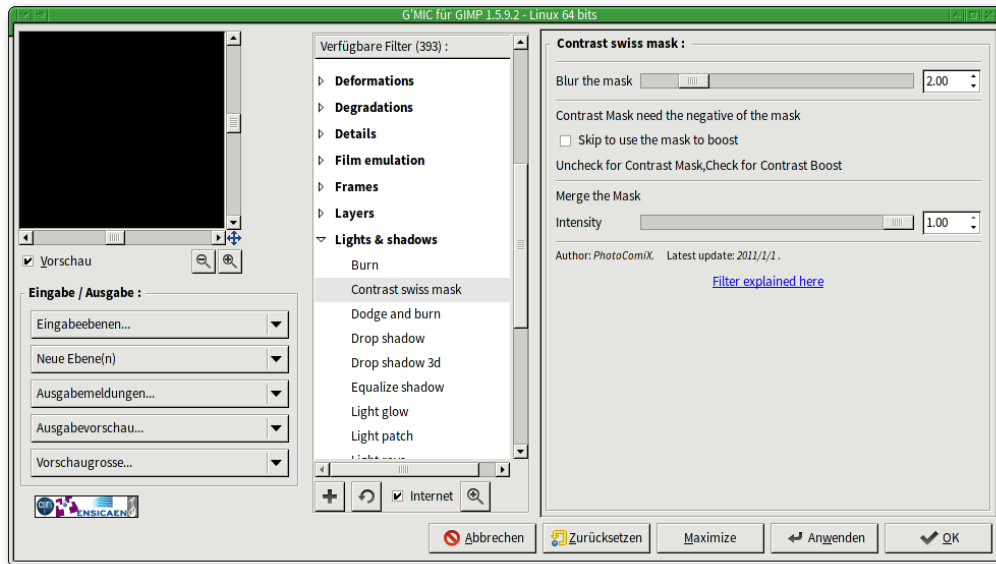 G'MIC für GIMP 1.5.9.2 - Linux 64 bits
Vorschau
Eingabe / Ausgabe :
Eingabeebenen...
Neue Ebene(n)
Ausgabemeldungen...
Ausgabevorschau...
Vorschaugrosse...
ENSICAEN
Verfügbare Filter (393) :
Deformations
Degradations
Details
Film emulation
Frames
Layers
Lights & shadows
Burn
Contrast swiss mask
Dodge and burn
Drop shadow
Drop shadow 3d
Equalize shadow
Light glow
Light patch
Light rays
Internet
Contrast swiss mask :
Blur the mask 2.00
Contrast Mask need the negative of the mask
Skip to use the mask to boost
Uncheck for Contrast Mask,Check for Contrast Boost
Merge the Mask
Intensity 1.00
Author: PhotoComiX. Latest update: 2011/1/1 .
Filter explained here
Abbrechen
Zurücksetzen
Maximize
Anwenden
OK